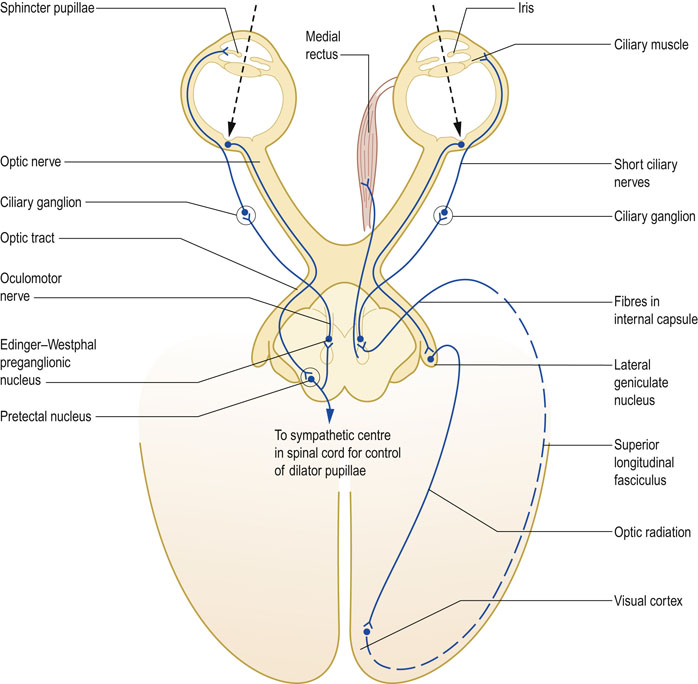 Sphincter pupillae
Iris
Medial
rectus
Ciliary muscle
Optic nerve
Short ciliary
nerves
Ciliary ganglion
Ciliary ganglion
Optic tract
Oculomotor
nerve
Fibres in
internal capsule
Edinger–Westphal
preganglionic
nucleus
Lateral
geniculate
nucleus
Pretectal nucleus
To sympathetic centre
in spinal cord for control
of dilator pupillae
Superior
longitudinal
fasciculus
Optic radiation
Visual cortex